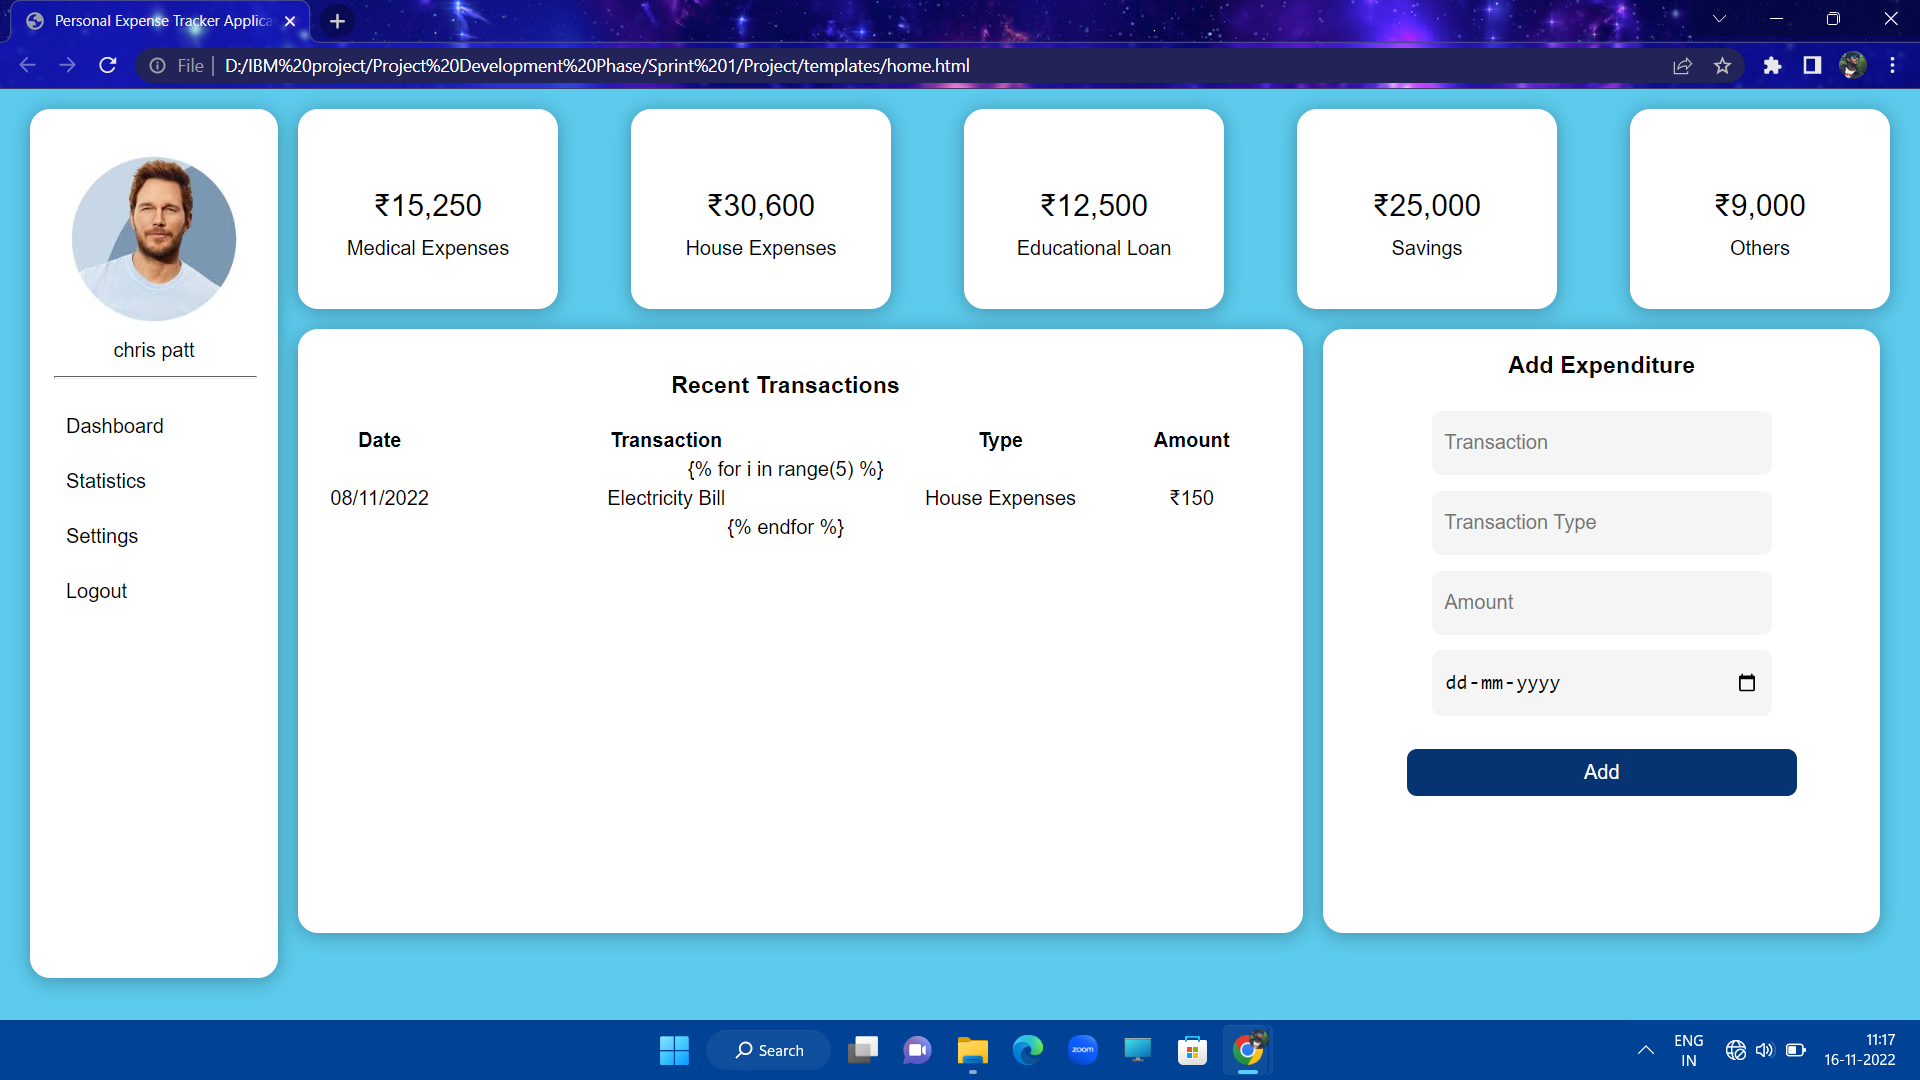 Personal Expense Tracker Applica
File | D:/IBM%20project/Project%20Development%20Phase/Sprint%201/Project/templates/home.html
chris patt
Dashboard
Statistics
Settings
Logout
₹15,250
Medical Expenses
₹30,600
House Expenses
₹12,500
Educational Loan
₹25,000
Savings
₹9,000
Others
Recent Transactions
Date Transaction Type Amount
{% for i in range(5) %}
08/11/2022 Electricity Bill House Expenses ₹150
{% endfor %}
Add Expenditure
Transaction
Transaction Type
Amount
dd-mm-yyyy
Add
Search
zoom
ENG
IN
11:17
16-11-2022